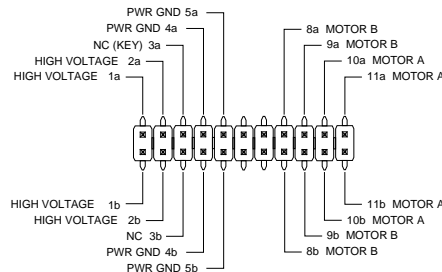 PWR GND 5a
PWR GND 4a
8a MOTOR B
NC (KEY) 3a
9a MOTOR B
HIGH VOLTAGE 2a
10a MOTOR A
HIGH VOLTAGE 1a
11a MOTOR A
HIGH VOLTAGE 1b
11b MOTOR A
HIGH VOLTAGE 2b
10b MOTOR A
NC 3b
9b MOTOR B
PWR GND 4b
8b MOTOR B
PWR GND 5b